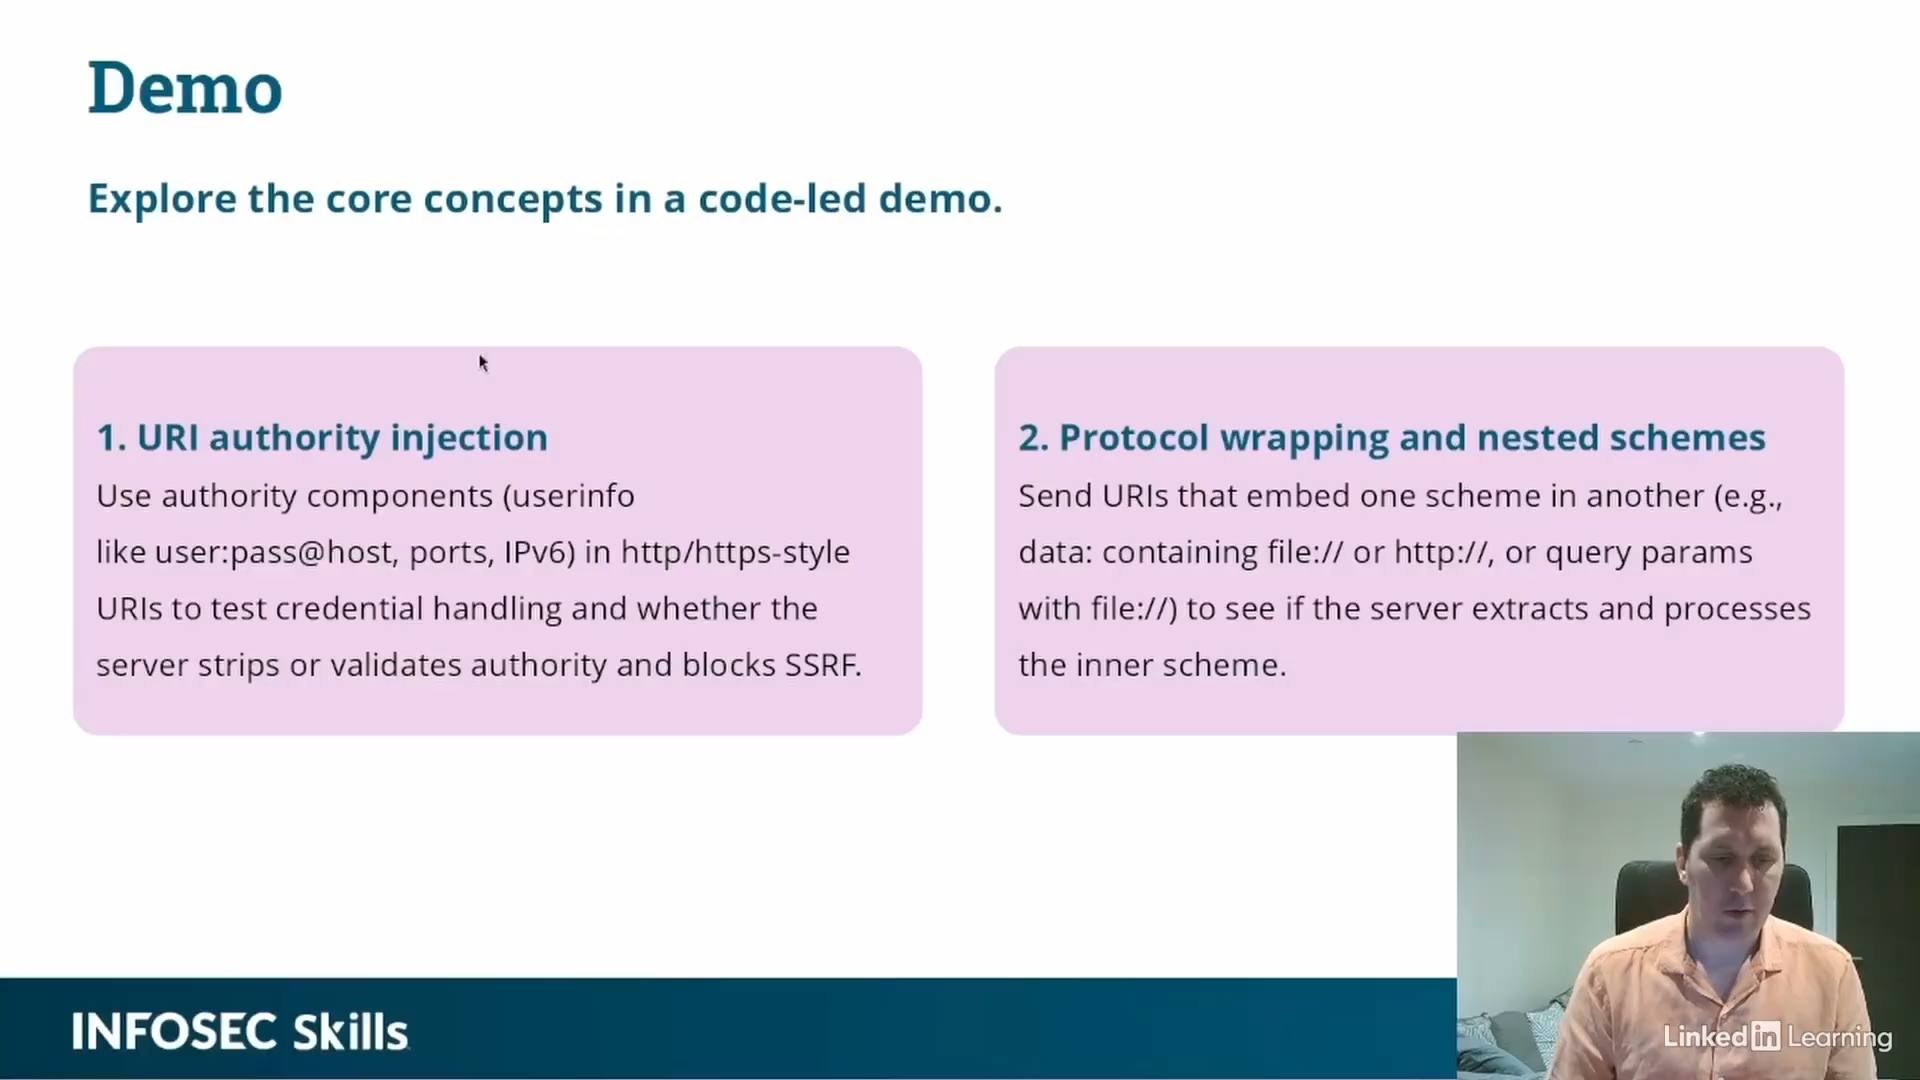 Demo
Explore the core concepts in a code-led demo.
1. URI authority injection
Use authority components (userinfo
like user:pass@host, ports, IPv6) in http/https-style
URIs to test credential handling and whether the
server strips or validates authority and blocks SSRF.
2. Protocol wrapping and nested schemes
Send URIs that embed one scheme in another (e.g.,
data: containing file:// or http://, or query params
with file://) to see if the server extracts and processes
the inner scheme.
INFOSEC Skills
Linked in Learning